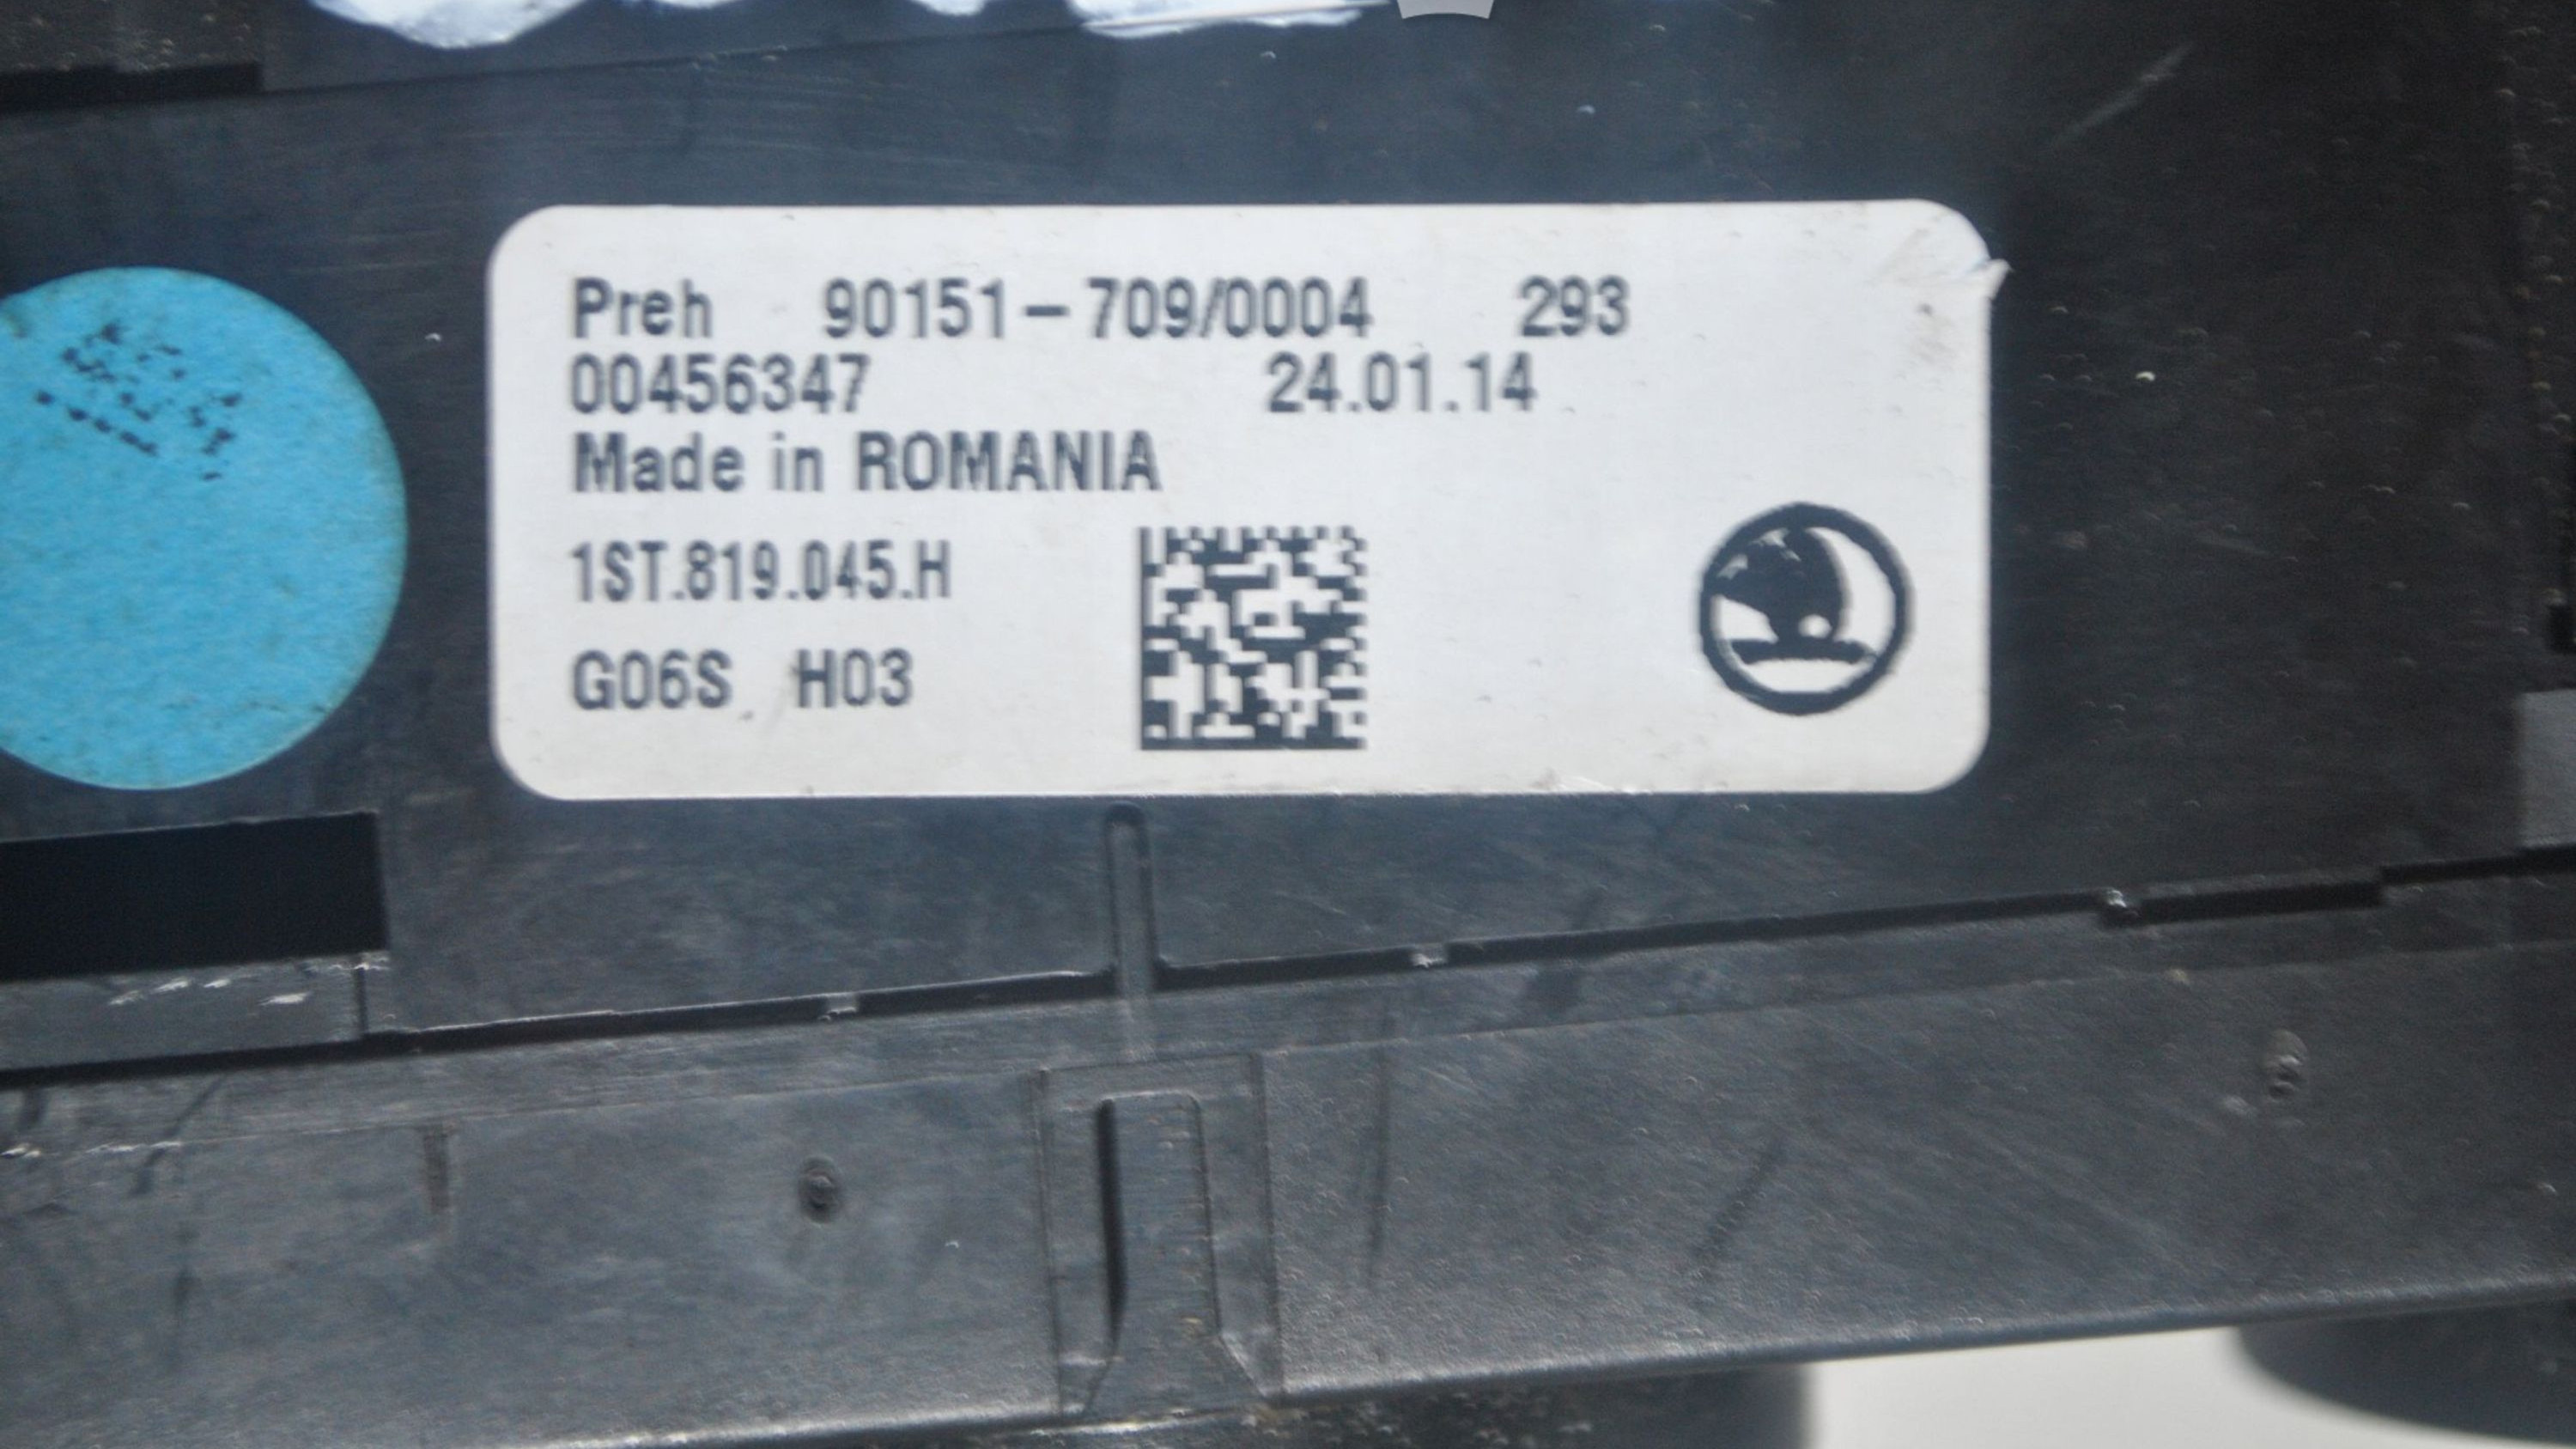 Preh 90151-709/0004 293
00456347 24.01.14
Made in ROMANIA
1ST.819.045.H
G06S H03